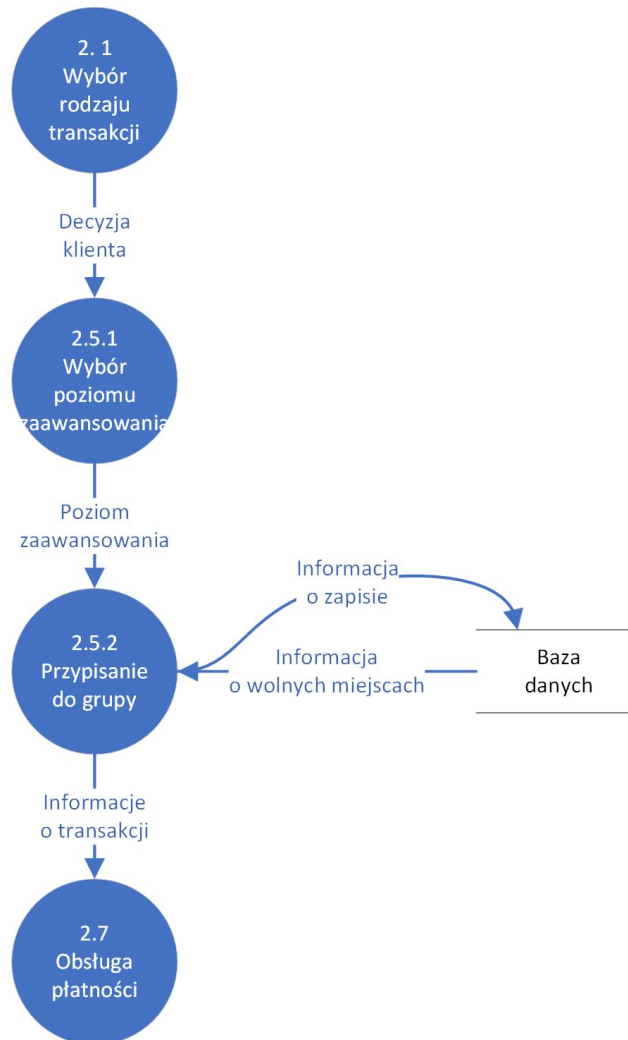 2. 1
Wybór
rodzaju
transakcji
Decyzja
klienta
2.5.1
Wybór
poziomu
zaawansowania
Poziom
zaawansowania
Informacja
o zapisie
2.5.2
Przypisanie
do grupy
Informacja
o wolnych miejscach
Baza
danych
Informacje
o transakcji
2.7
Obsługa
płatności